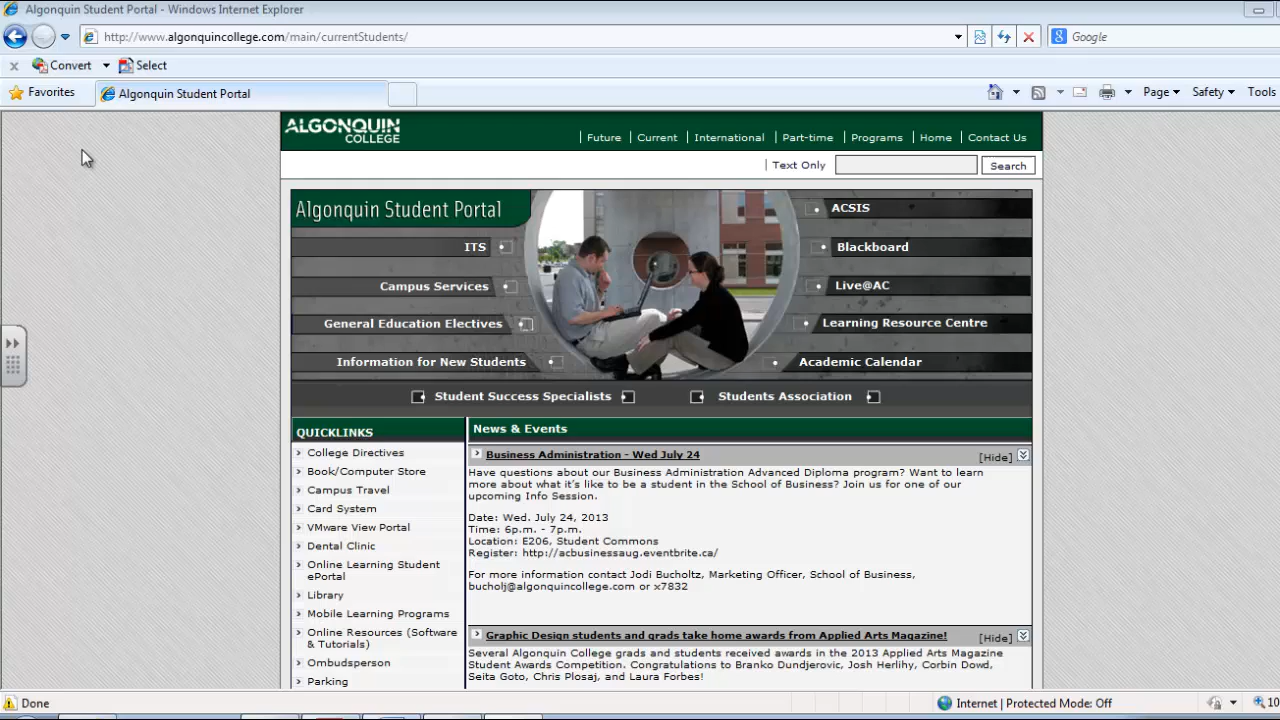 Algonquin Student Portal - Windows Internet Explorer
http://www.algonquincollege.com/main/currentStudents/
Google
Convert
Select
Favorites
Algonquin Student Portal
Page
Safety
Tools
ALGONQUIN
COLLEGE
Future
Current
International
Part-time
Programs
Home
Contact Us
Text Only
Search
Algonquin Student Portal
ACSIS
ITS
Blackboard
Campus Services
Live@AC
General Education Electives
Learning Resource Centre
Information for New Students
Academic Calendar
Student Success Specialists
Students Association
QUICKLINKS
College Directives
Book/Computer Store
Campus Travel
Card System
VMware View Portal
Dental Clinic
Online Learning Student
ePortal
Library
Mobile Learning Programs
Online Resources (Software
& Tutorials)
Ombudsperson
Parking
News & Events
Business Administration - Wed July 24
[Hide]
Have questions about our Business Administration Advanced Diploma program? Want to learn
more about what it's like to be a student in the School of Business? Join us for one of our
upcoming Info Session.
Date: Wed. July 24, 2013
Time: 6p.m. - 7p.m.
Location: E206, Student Commons
Register: http://acbusinessaug.eventbrite.ca/
For more information contact Jodi Bucholtz, Marketing Officer, School of Business,
bucholj@algonquincollege.com or x7832
Graphic Design students and grads take home awards from Applied Arts Magazine!
[Hide]
Several Algonquin College grads and students received awards in the 2013 Applied Arts Magazine
Student Awards Competition. Congratulations to Branko Dundjerovic, Josh Herlihy, Corbin Dowd,
Seita Goto, Chris Plosaj, and Laura Forbes!
Done
Internet | Protected Mode: Off
10